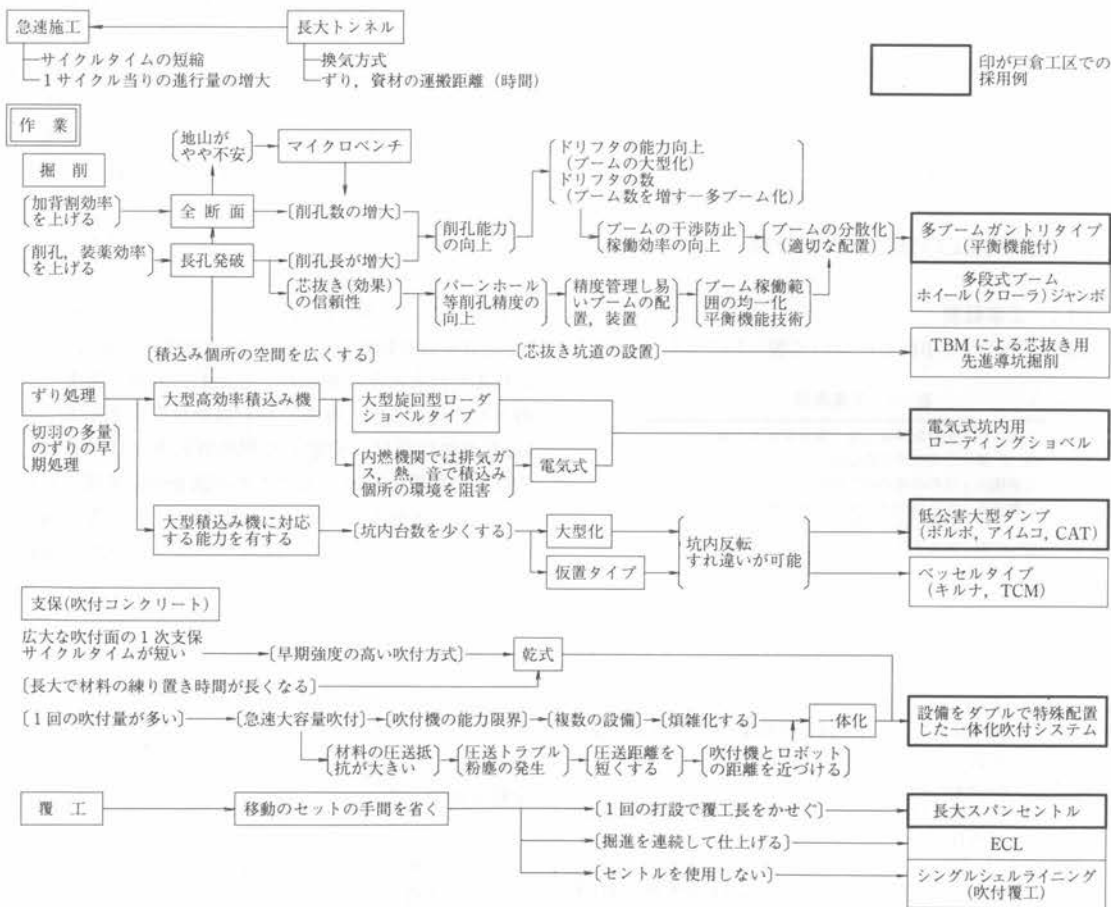 急速施工
長大トンネル
サイクルタイムの短縮
1サイクル当りの進行量の増大
換気方式
ずり，資材の運搬距離（時間）
印が戸倉工区での
採用例
作　業
掘　削
〔地山が
やや不安〕
マイクロベンチ
〔加背割効率
を上げる〕
全断面
〔削孔数の増大〕
〔削孔，装薬効率
を上げる〕
長孔発破
〔削孔長が増大〕
〔削孔能力
の向上〕
〔ドリフタの能力向上
（ブームの大型化）
ドリフタの数
（ブーム数を増す―多ブーム化）〕
〔ブームの干渉防止
稼働効率の向上〕
〔ブームの分散化
（適切な配置）〕
多ブームガントリタイプ
（平衡機能付）
多段式ブーム
ホイール（クローラ）ジャンボ
〔芯抜き（効果）
の信頼性〕
〔バーンホール
等削孔精度の
向上〕
〔精度管理し易
いブームの配
置，装置〕
〔ブーム稼働範
囲の均一化
平衡機能技術〕
〔積込み個所の空間を広くする〕
〔芯抜き坑道の設置〕
TBMによる芯抜き用
先進導坑掘削
ずり処理
〔切羽の多量
のずりの早
期処理〕
大型高効率積込み機
大型旋回型ローダ
ショベルタイプ
〔内燃機関では排気ガ
ス，熱，音で積込み
個所の環境を阻害〕
電気式
電気式坑内用
ローディングショベル
大型積込み機に対応
する能力を有する
〔坑内台数を少くする〕
大型化
仮置タイプ
〔坑内反転
すれ違いが可能〕
低公害大型ダンプ
（ボルボ，アイムコ，CAT）
ベッセルタイプ
（キルナ，TCM）
支保（吹付コンクリート）
広大な吹付面の1次支保
サイクルタイムが短い
〔早期強度の高い吹付方式〕
乾式
〔長大で材料の練り置き時間が長くなる〕
〔1回の吹付量が多い〕
〔急速大容量吹付〕
〔吹付機の能力限界〕
〔複数の設備〕
〔煩雑化する〕
一体化
設備をダブルで特殊配置
した一体化吹付システム
〔材料の圧送抵
抗が大きい〕
〔圧送トラブル
粉塵の発生〕
〔圧送距離を
短くする〕
〔吹付機とロボット
の距離を近づける〕
覆　工
移動のセットの手間を省く
〔1回の打設で覆工長をかせぐ〕
長大スパンセントル
〔掘進を連続して仕上げる〕
ECL
〔セントルを使用しない〕
シングルシェルライニング
（吹付覆工）